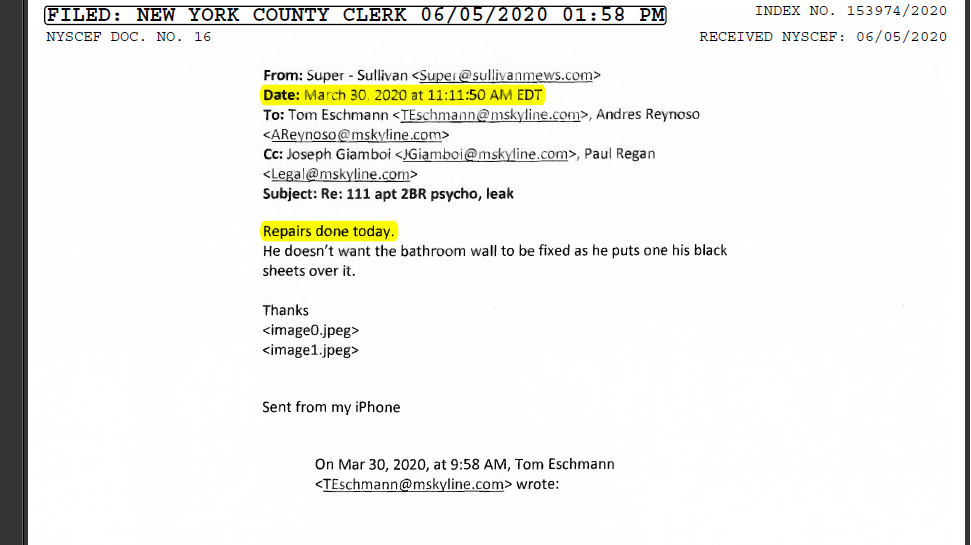 FILED: NEW YORK COUNTY CLERK 06/05/2020 01:58 PM
INDEX NO. 153974/2020
NYSCEF DOC. NO. 16
RECEIVED NYSCEF: 06/05/2020
From: Super - Sullivan <Super@sullivanmews.com>
Date: March 30, 2020 at 11:11:50 AM EDT
To: Tom Eschmann <TEschmann@mskyline.com>, Andres Reynoso
<AReynoso@mskyline.com>
Cc: Joseph Giamboi <JGiamboi@mskyline.com>, Paul Regan
<Legal@mskyline.com>
Subject: Re: 111 apt 2BR psycho, leak
Repairs done today.
He doesn't want the bathroom wall to be fixed as he puts one his black
sheets over it.
Thanks
<image0.jpeg>
<image1.jpeg>
Sent from my iPhone
On Mar 30, 2020, at 9:58 AM, Tom Eschmann
<TEschmann@mskyline.com> wrote: